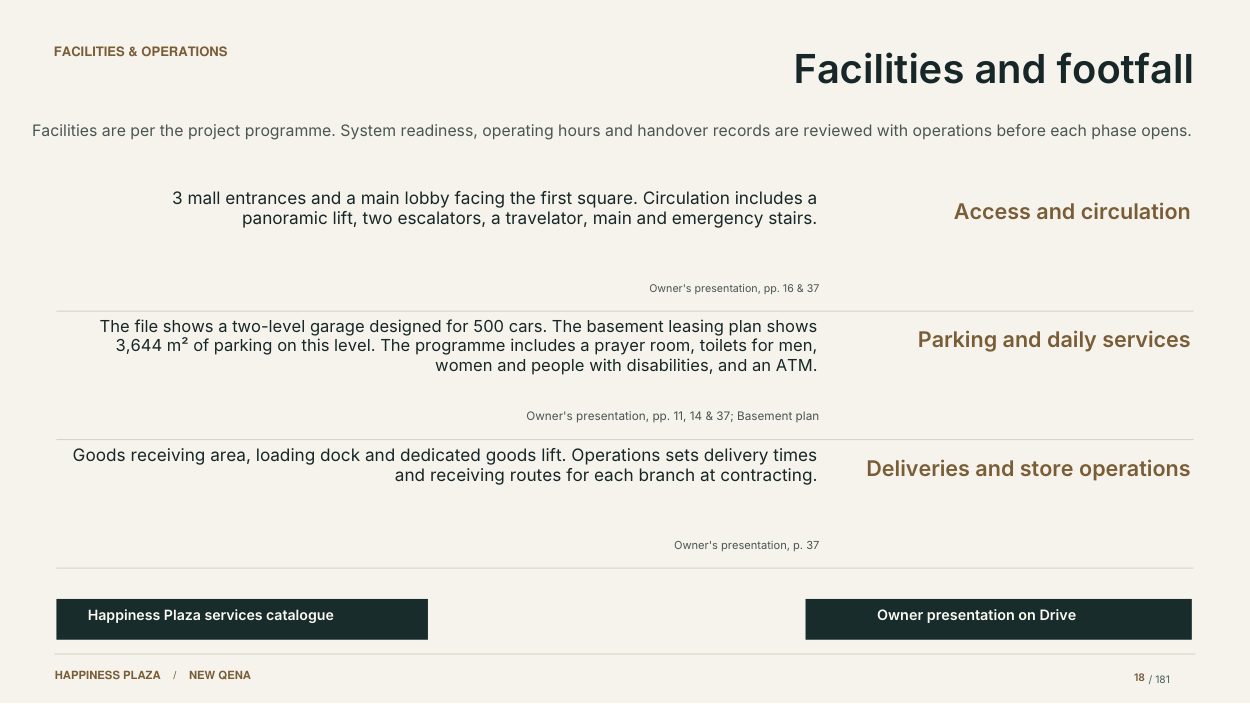 FACILITIES & OPERATIONS
Facilities and footfall
Facilities are per the project programme. System readiness, operating hours and handover records are reviewed with operations before each phase opens.
Access and circulation
3 mall entrances and a main lobby facing the first square. Circulation includes a
panoramic lift, two escalators, a travelator, main and emergency stairs.
Owner's presentation, pp. 16 & 37
Parking and daily services
The file shows a two-level garage designed for 500 cars. The basement leasing plan shows
3,644 m² of parking on this level. The programme includes a prayer room, toilets for men,
women and people with disabilities, and an ATM.
Owner's presentation, pp. 11, 14 & 37; Basement plan
Deliveries and store operations
Goods receiving area, loading dock and dedicated goods lift. Operations sets delivery times
and receiving routes for each branch at contracting.
Owner's presentation, p. 37
Happiness Plaza services catalogue
Owner presentation on Drive
HAPPINESS PLAZA / NEW QENA
18 / 181